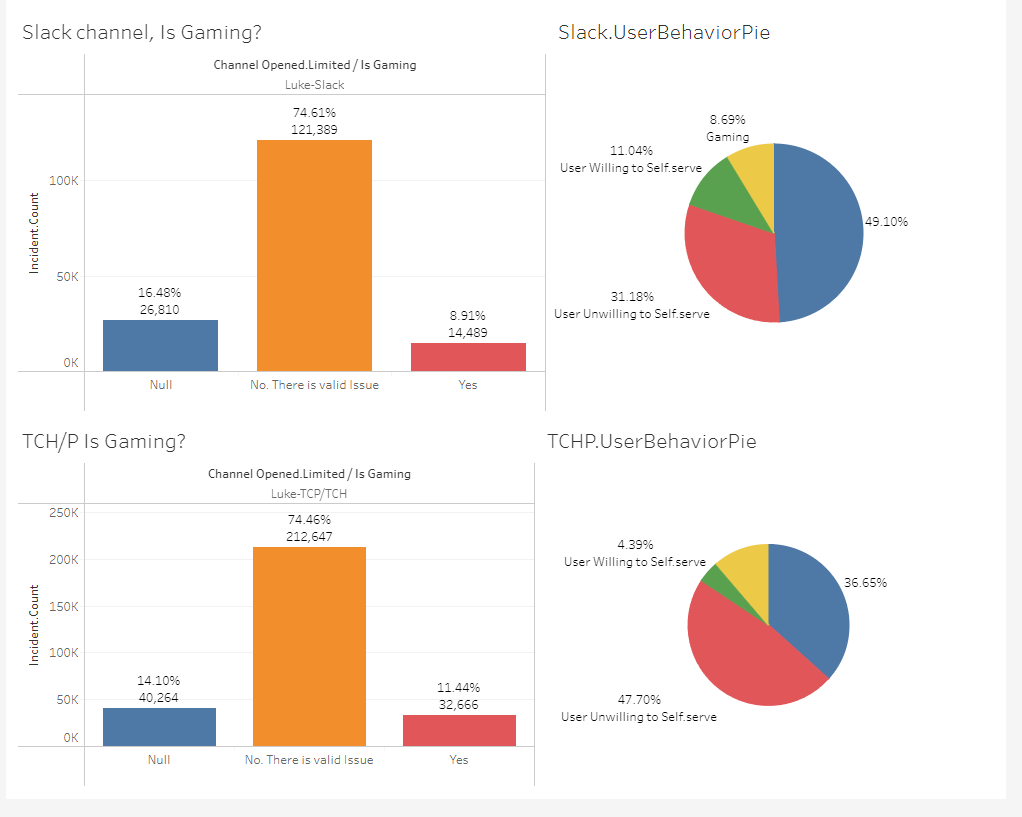 Slack channel, Is Gaming?
Channel Opened.Limited / Is Gaming
Luke-Slack
Incident.Count
100K
50K
0K
74.61%
121,389
16.48%
26,810
8.91%
14,489
Null
No. There is valid Issue
Yes
Slack.UserBehaviorPie
8.69%
Gaming
11.04%
User Willing to Self.serve
49.10%
31.18%
User Unwilling to Self.serve
TCH/P Is Gaming?
Channel Opened.Limited / Is Gaming
Luke-TCP/TCH
Incident.Count
250K
200K
150K
100K
50K
0K
74.46%
212,647
14.10%
40,264
11.44%
32,666
Null
No. There is valid Issue
Yes
TCHP.UserBehaviorPie
4.39%
User Willing to Self.serve
36.65%
47.70%
User Unwilling to Self.serve